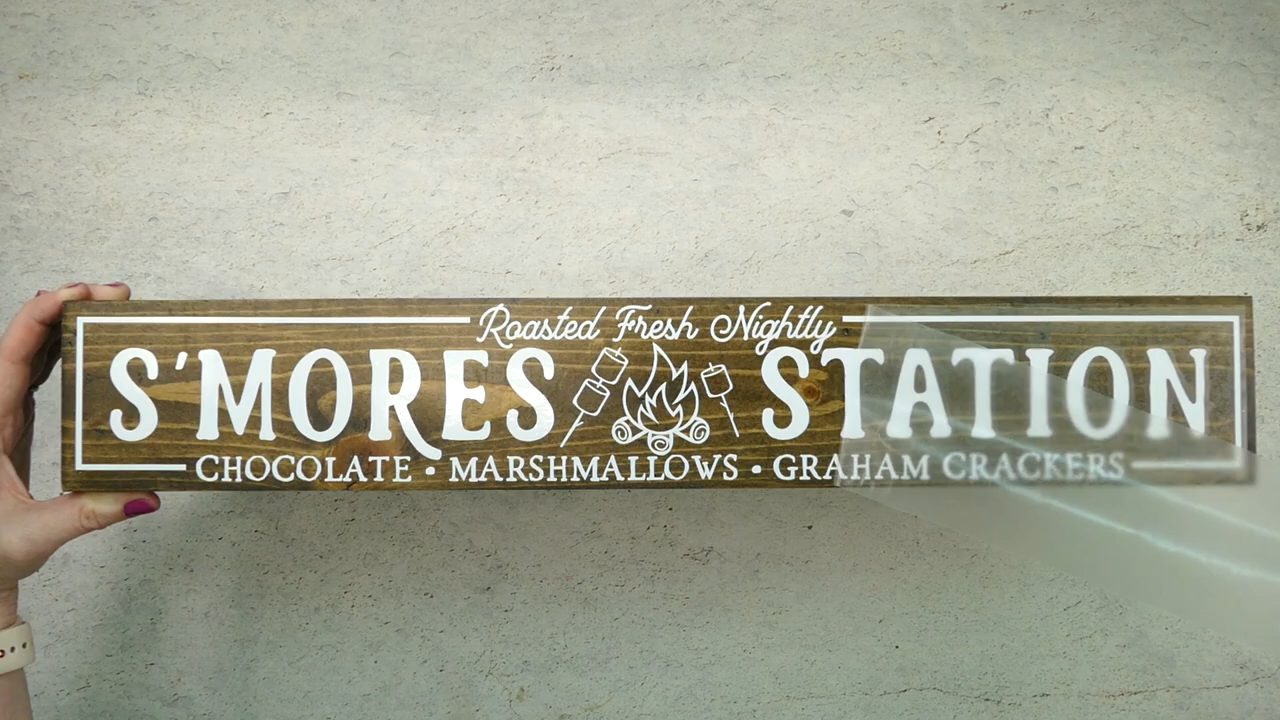 Roasted Fresh Nightly
S'MORES STATION
CHOCOLATE • MARSHMALLOWS • GRAHAM CRACKERS